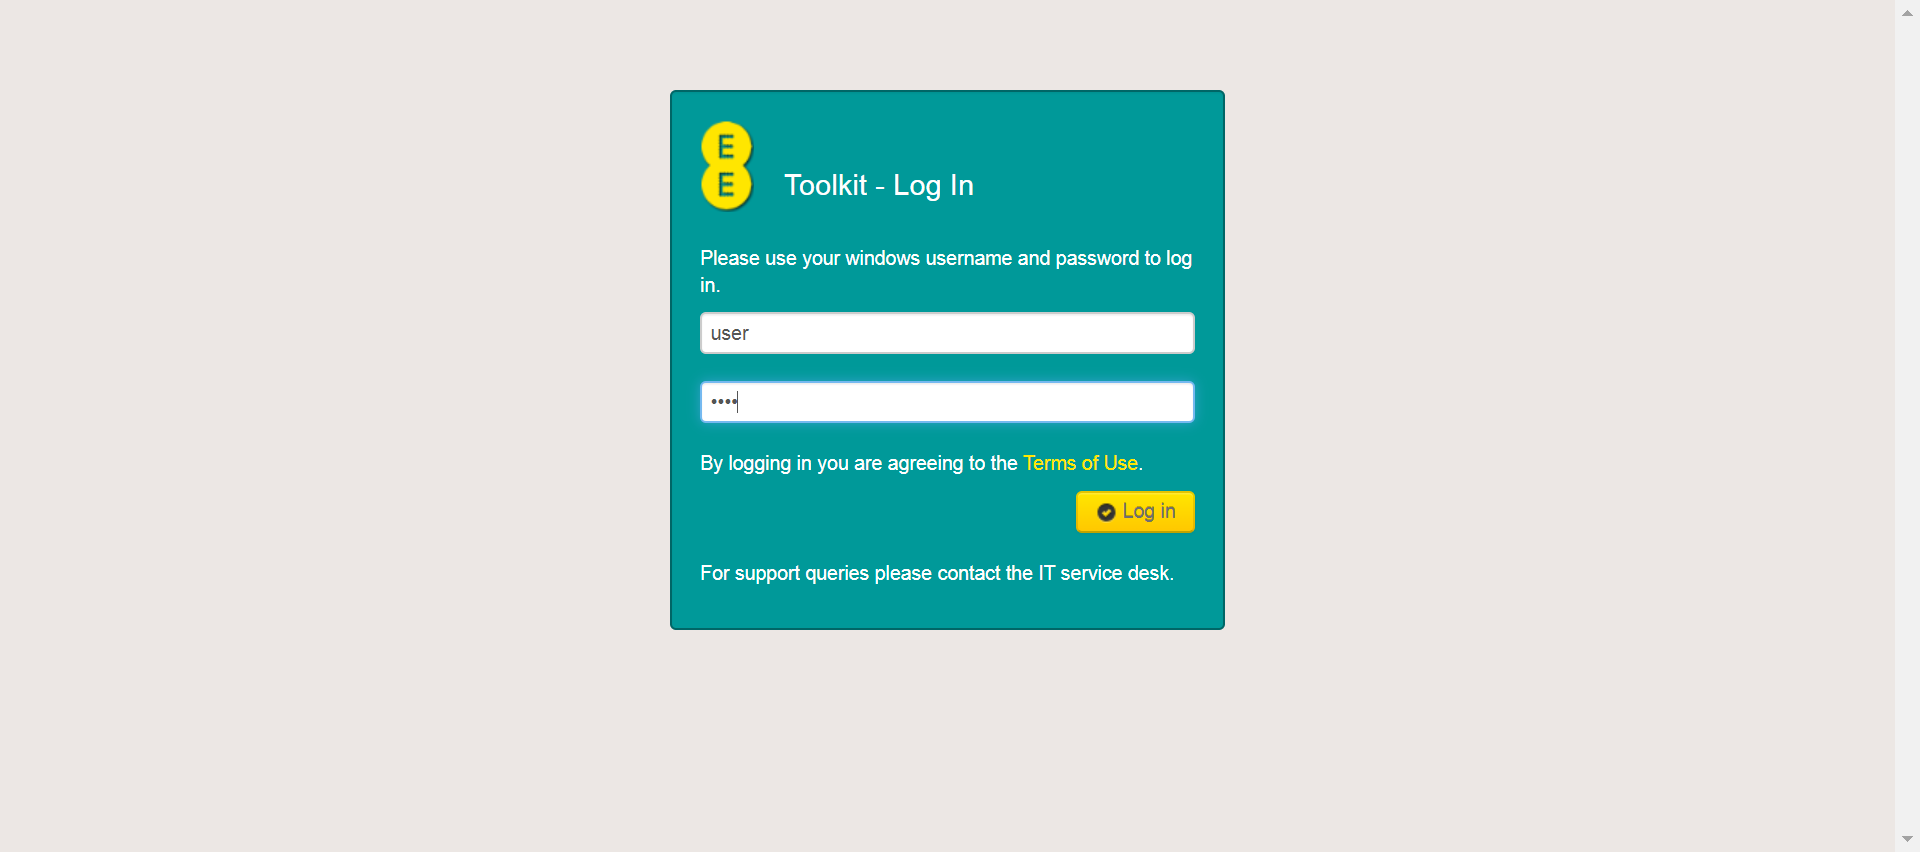 E
E
Toolkit - Log In
Please use your windows username and password to log
in.
user
••••
By logging in you are agreeing to the Terms of Use.
Log in
For support queries please contact the IT service desk.